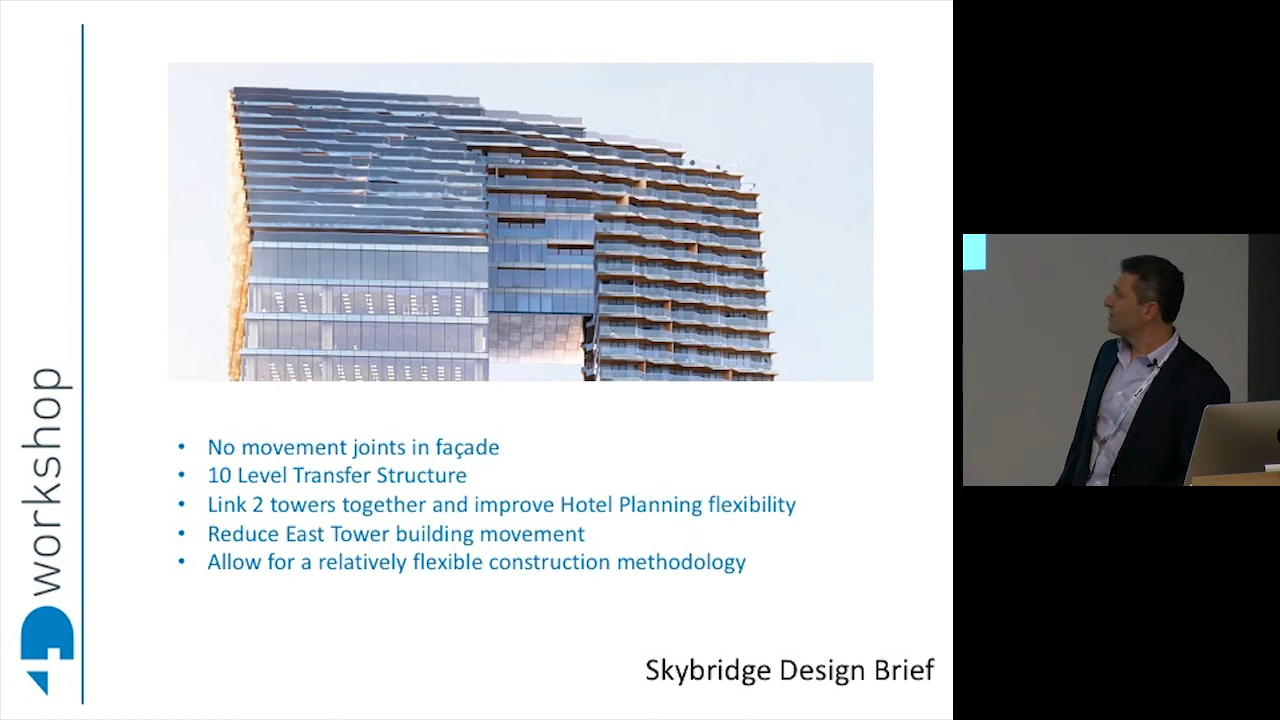 4D workshop
• No movement joints in façade
• 10 Level Transfer Structure
• Link 2 towers together and improve Hotel Planning flexibility
• Reduce East Tower building movement
• Allow for a relatively flexible construction methodology
Skybridge Design Brief